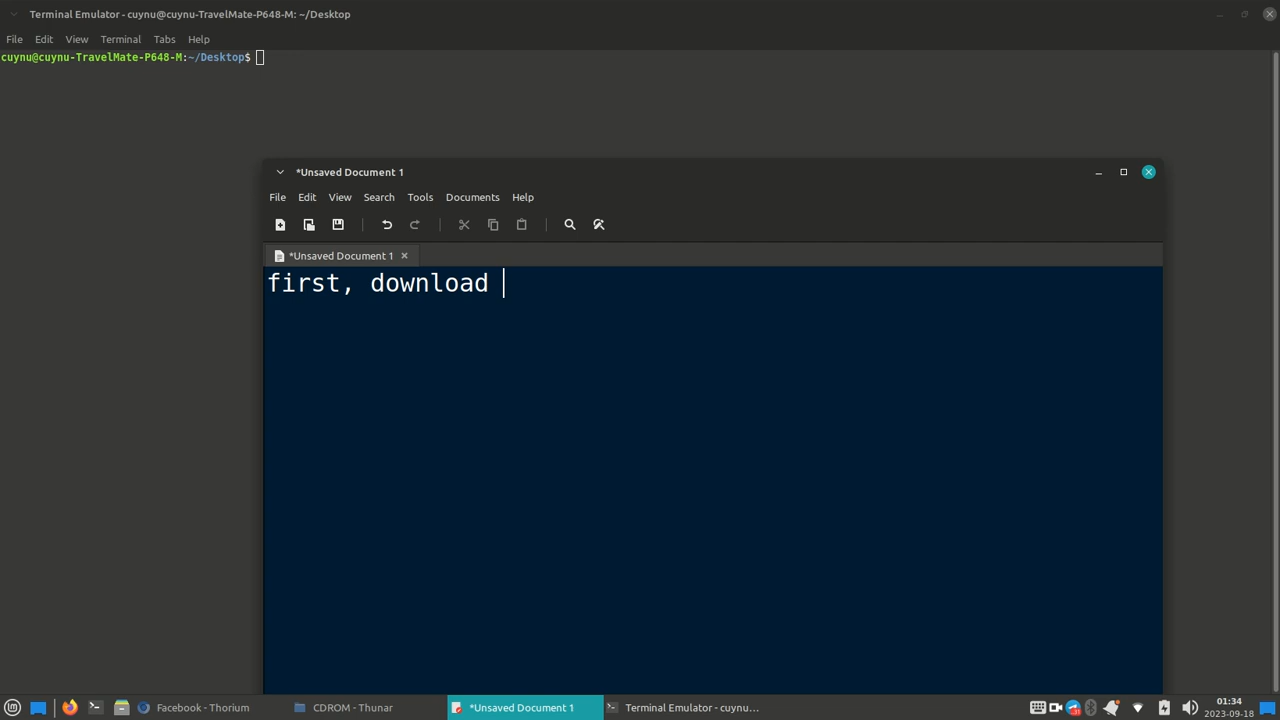 Terminal Emulator - cuynu@cuynu-TravelMate-P648-M: ~/Desktop
File Edit View Terminal Tabs Help
cuynu@cuynu-TravelMate-P648-M:~/Desktop$
*Unsaved Document 1
File Edit View Search Tools Documents Help
*Unsaved Document 1
first, download
Facebook - Thorium
CDROM - Thunar
*Unsaved Document 1
Terminal Emulator - cuynu...
01:34
2023-09-18